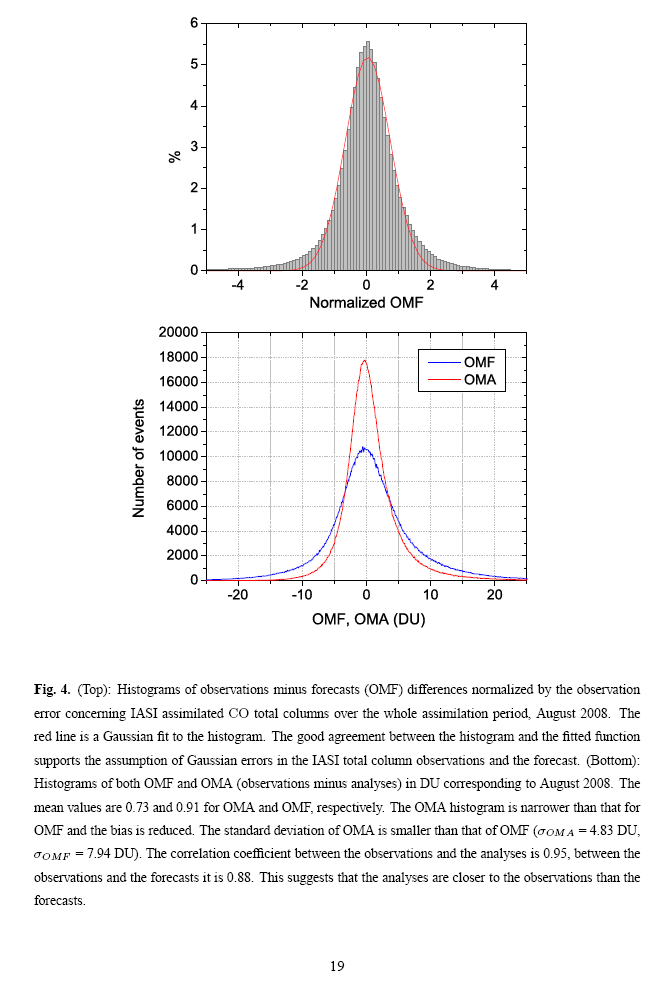 6
5
4
3
2
1
0
%
-4 -2 0 2 4
Normalized OMF
20000
18000
16000
14000
12000
10000
8000
6000
4000
2000
0
Number of events
OMF
OMA
-20 -10 0 10 20
OMF, OMA (DU)
Fig. 4. (Top): Histograms of observations minus forecasts (OMF) differences normalized by the observation
error concerning IASI assimilated CO total columns over the whole assimilation period, August 2008. The
red line is a Gaussian fit to the histogram. The good agreement between the histogram and the fitted function
supports the assumption of Gaussian errors in the IASI total column observations and the forecast. (Bottom):
Histograms of both OMF and OMA (observations minus analyses) in DU corresponding to August 2008. The
mean values are 0.73 and 0.91 for OMA and OMF, respectively. The OMA histogram is narrower than that for
OMF and the bias is reduced. The standard deviation of OMA is smaller than that of OMF (σOMA = 4.83 DU,
σOMF = 7.94 DU). The correlation coefficient between the observations and the analyses is 0.95, between the
observations and the forecasts it is 0.88. This suggests that the analyses are closer to the observations than the
forecasts.
19